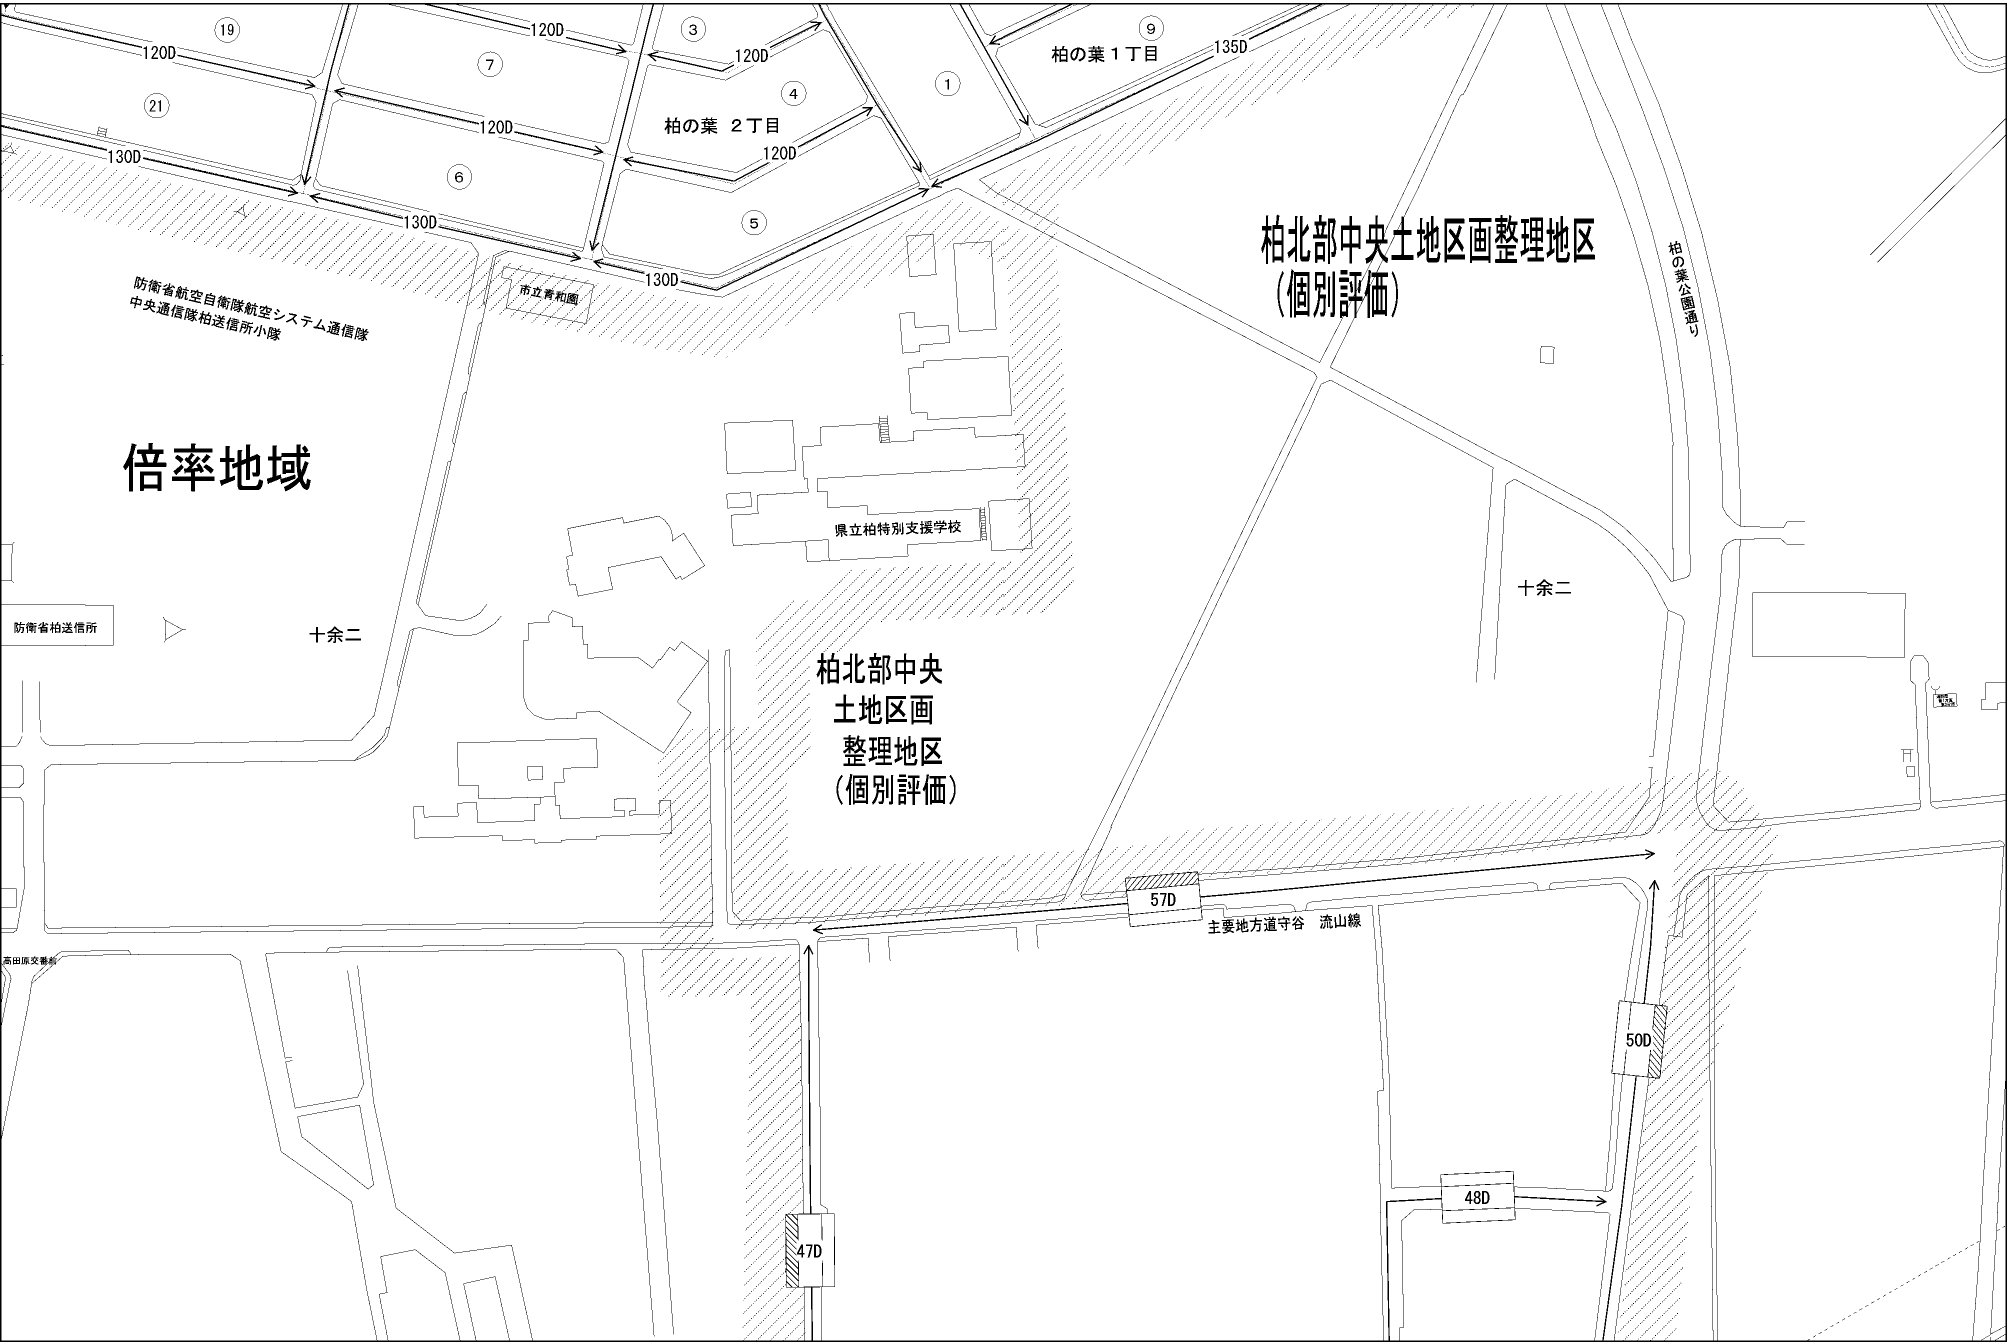 19
120D
120D
3
120D
9
柏の葉１丁目
135D
7
21
120D
4
1
柏の葉 ２丁目
120D
130D
6
130D
5
130D
市立青和園
防衛省航空自衛隊航空システム通信隊
中央通信隊柏送信所小隊
柏北部中央土地区画整理地区
（個別評価）
柏の葉公園通り
倍率地域
県立柏特別支援学校
防衛省柏送信所
十余二
十余二
柏北部中央
土地区画
整理地区
（個別評価）
57D
主要地方道守谷　流山線
50D
48D
47D